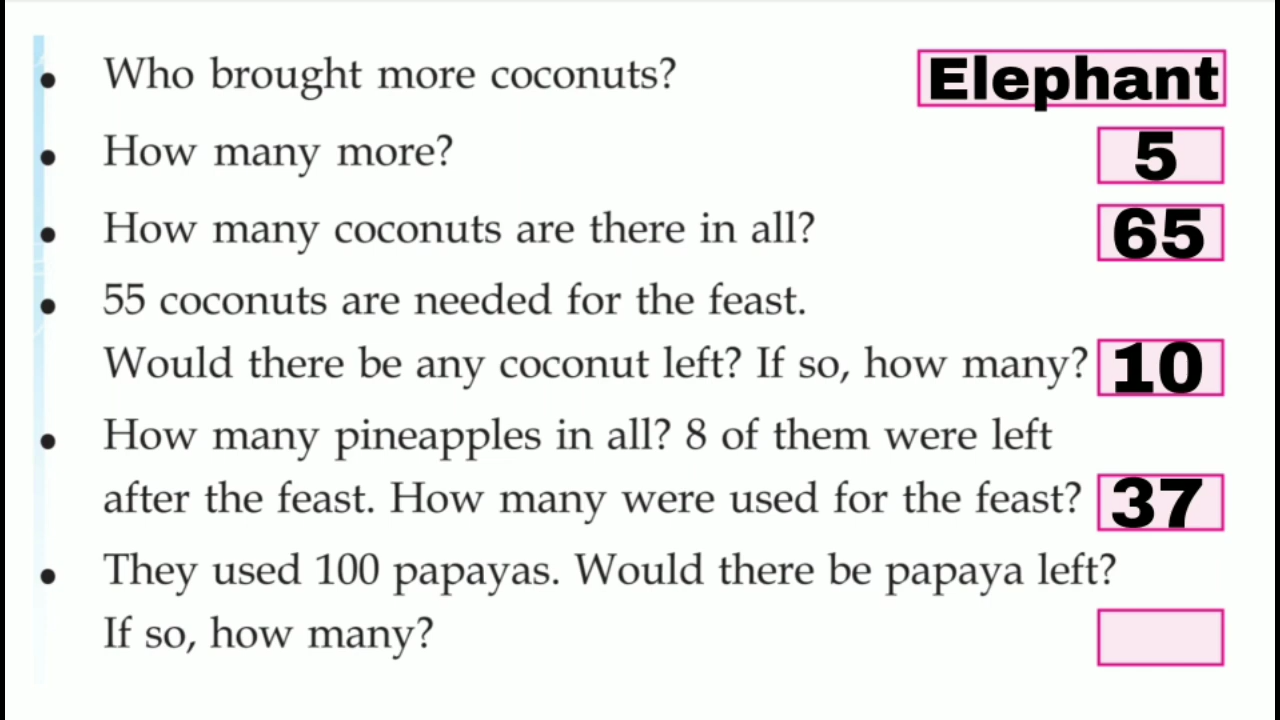 • Who brought more coconuts? Elephant
• How many more? 5
• How many coconuts are there in all? 65
• 55 coconuts are needed for the feast.
Would there be any coconut left? If so, how many? 10
• How many pineapples in all? 8 of them were left
after the feast. How many were used for the feast? 37
• They used 100 papayas. Would there be papaya left?
If so, how many?